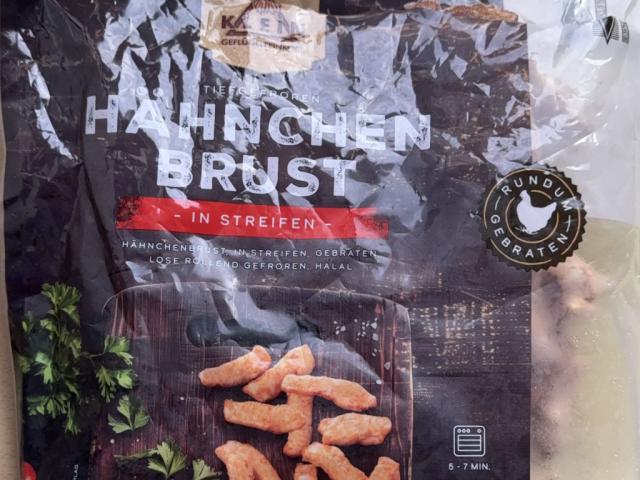 TIEFGEFROREN
HÄHNCHEN
BRUST
- IN STREIFEN -
HÄHNCHENBRUST, IN STREIFEN, GEBRATEN,
LOSE ROLLEND GEFROREN, HALAL
RUNDUM
GEBRATEN
5 - 7 MIN.